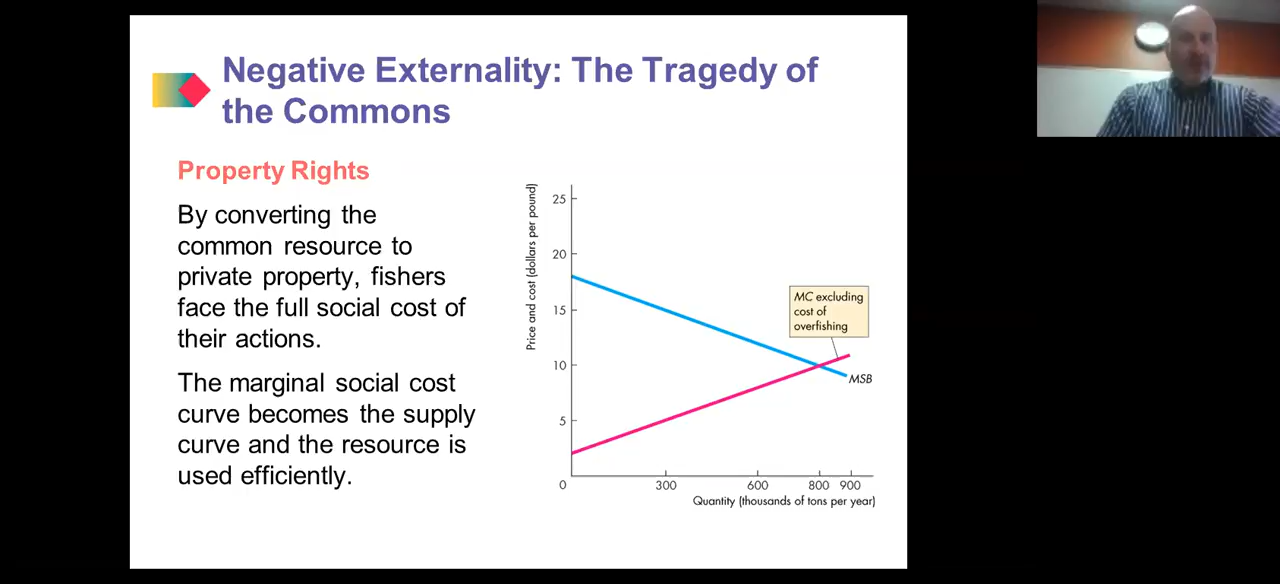 Negative Externality: The Tragedy of
the Commons
Property Rights
By converting the
common resource to
private property, fishers
face the full social cost of
their actions.
The marginal social cost
curve becomes the supply
curve and the resource is
used efficiently.
Price and cost (dollars per pound)
25
20
15
10
5
0
300
600
800
900
Quantity (thousands of tons per year)
MC excluding
cost of
overfishing
MSB